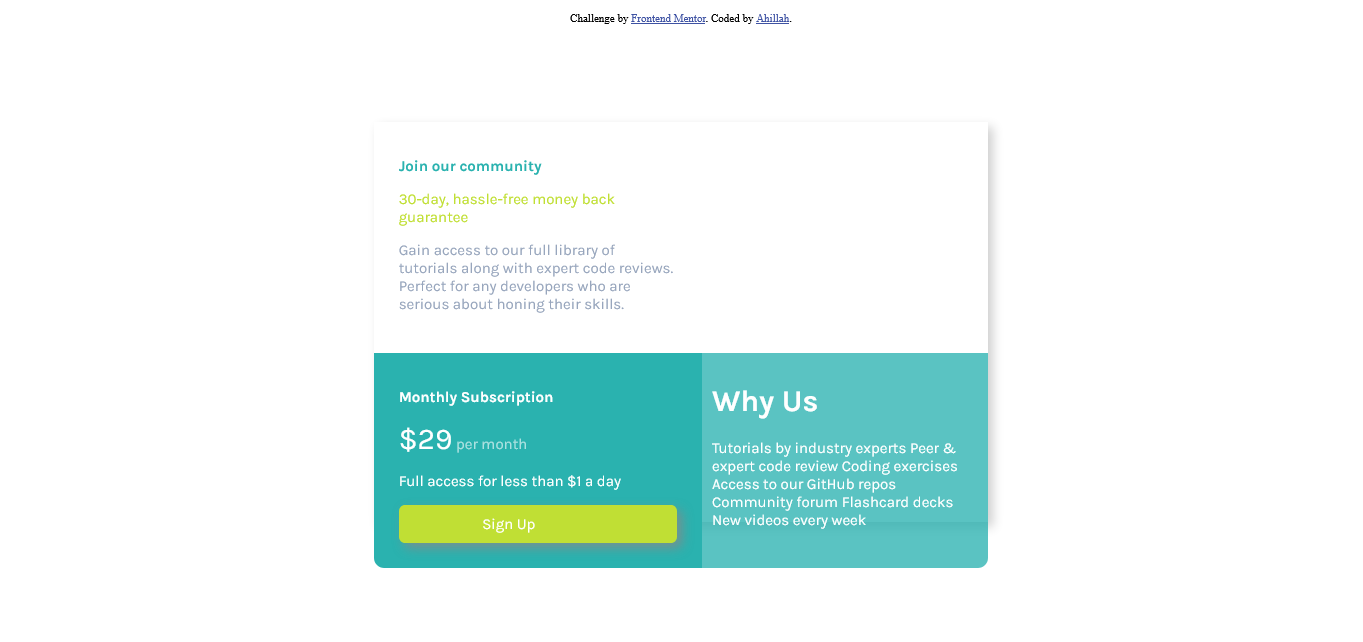 Challenge by Frontend Mentor. Coded by Ahillah.
Join our community
30-day, hassle-free money back
guarantee
Gain access to our full library of
tutorials along with expert code reviews.
Perfect for any developers who are
serious about honing their skills.
Monthly Subscription
$29 per month
Full access for less than $1 a day
Sign Up
Why Us
Tutorials by industry experts Peer &
expert code review Coding exercises
Access to our GitHub repos
Community forum Flashcard decks
New videos every week